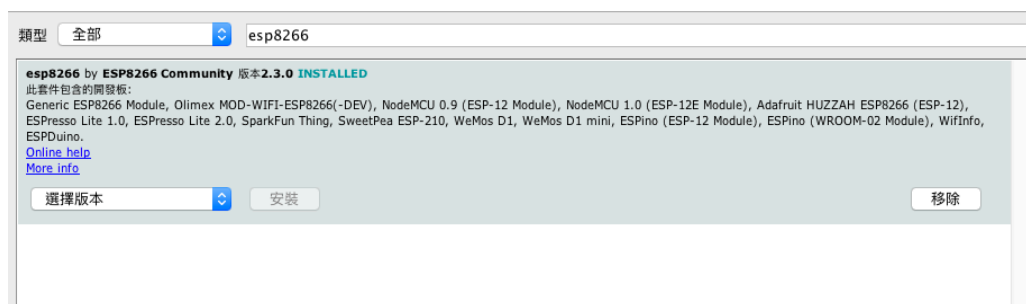 類型 全部 esp8266
esp8266 by ESP8266 Community 版本2.3.0 INSTALLED
此套件包含的開發板:
Generic ESP8266 Module, Olimex MOD-WIFI-ESP8266(-DEV), NodeMCU 0.9 (ESP-12 Module), NodeMCU 1.0 (ESP-12E Module), Adafruit HUZZAH ESP8266 (ESP-12),
ESPresso Lite 1.0, ESPresso Lite 2.0, SparkFun Thing, SweetPea ESP-210, WeMos D1, WeMos D1 mini, ESPino (ESP-12 Module), ESPino (WROOM-02 Module), WifInfo,
ESPDuino.
Online help
More info
選擇版本 安裝 移除